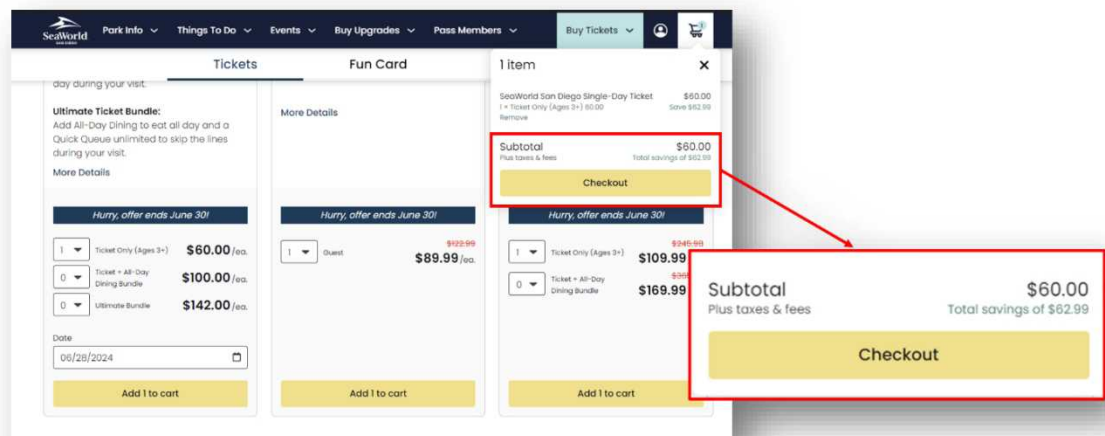 SeaWorld
SAN DIEGO
Park Info
Things To Do
Events
Buy Upgrades
Pass Members
Buy Tickets
1
Tickets
Fun Card
1 item
day during your visit.
Ultimate Ticket Bundle:
Add All-Day Dining to eat all day and a
Quick Queue unlimited to skip the lines
during your visit.
More Details
Hurry, offer ends June 30!
1 Ticket Only (Ages 3+) $60.00/ea.
0 Ticket + All-Day Dining Bundle $100.00/ea.
0 Ultimate Bundle $142.00/ea.
Date
06/28/2024
Add 1 to cart
More Details
Hurry, offer ends June 30!
$122.99
1 Guest $89.99/ea.
Add 1 to cart
SeaWorld San Diego Single-Day Ticket $60.00
1 × Ticket Only (Ages 3+) 60.00 Save $62.99
Remove
Subtotal $60.00
Plus taxes & fees Total savings of $62.99
Checkout
Hurry, offer ends June 30!
$245.98
1 Ticket Only (Ages 3+) $109.99
0 Ticket + All-Day Dining Bundle $169.99
Add 1 to cart
Subtotal $60.00
Plus taxes & fees Total savings of $62.99
Checkout